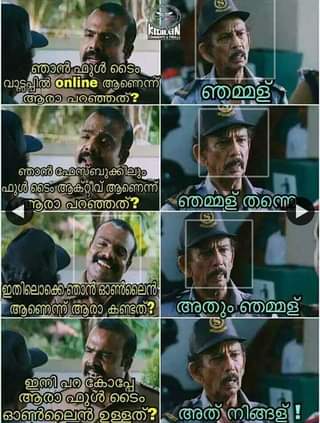 KIDILAN
ഞാൻ ഫുൾ ടൈം
വാട്ട്സപ്പിൽ online ആണെന്ന്
ആരാ പറഞ്ഞത്?
ഞമ്മള്
ഞാൻ ഫേസ്ബുക്കിലും
ഫുൾ ടൈം ആക്റ്റീവ് ആണെന്ന്
ആരാ പറഞ്ഞത്?
ഞമ്മള് തന്നെ
ഇതിലൊക്കെ ഞാൻ ഓൺലൈൻ
ആണെന്ന് ആരാ കണ്ടത്?
അതും ഞമ്മള്
ഇനി പറ കോപ്പേ
ആരാ ഫുൾ ടൈം
ഓൺലൈൻ ഉള്ളത്?
അത് നിങ്ങള് !